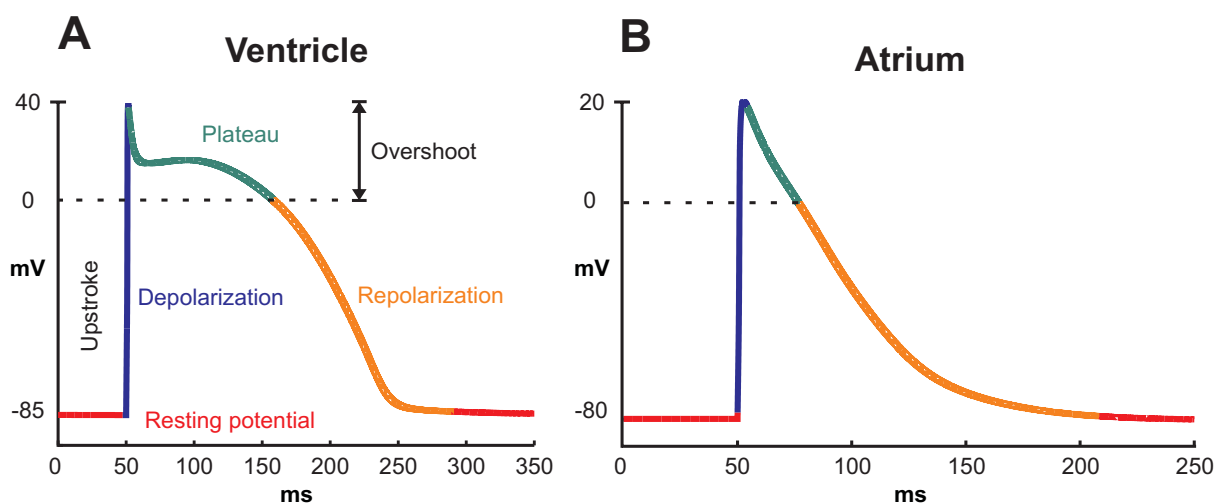 A
Ventricle
40
Plateau
Overshoot
0
mV
Upstroke
Depolarization
Repolarization
-85
Resting potential
0
50
100
150
200
250
300
350
ms
B
Atrium
20
0
mV
-80
0
50
100
150
200
250
ms